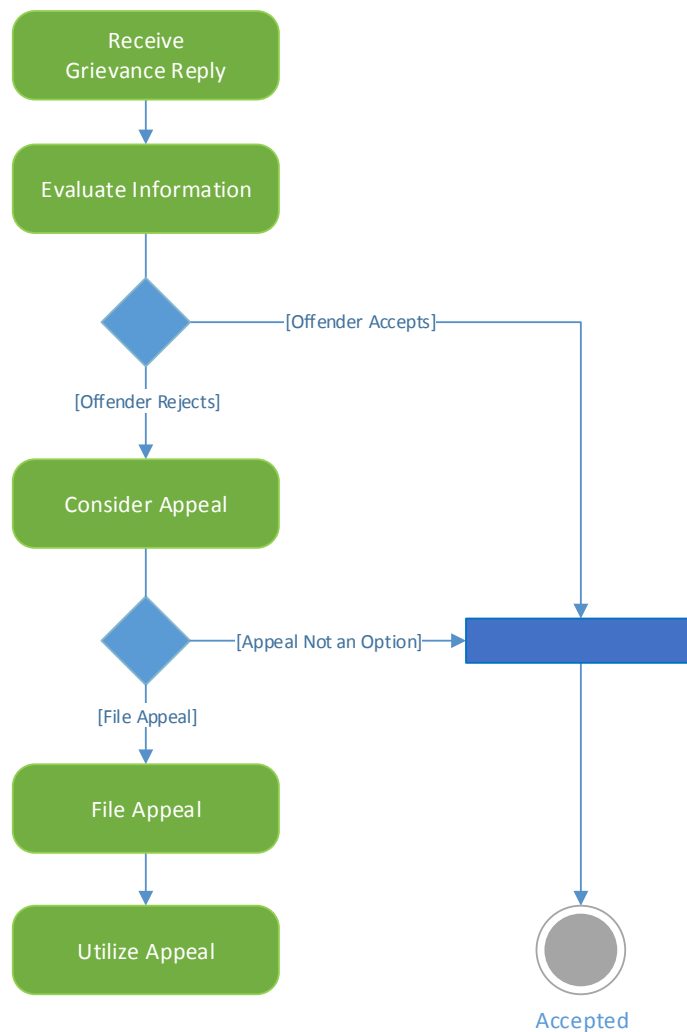 Receive
Grievance Reply
Evaluate Information
[Offender Accepts]
[Offender Rejects]
Consider Appeal
[Appeal Not an Option]
[File Appeal]
File Appeal
Utilize Appeal
Accepted